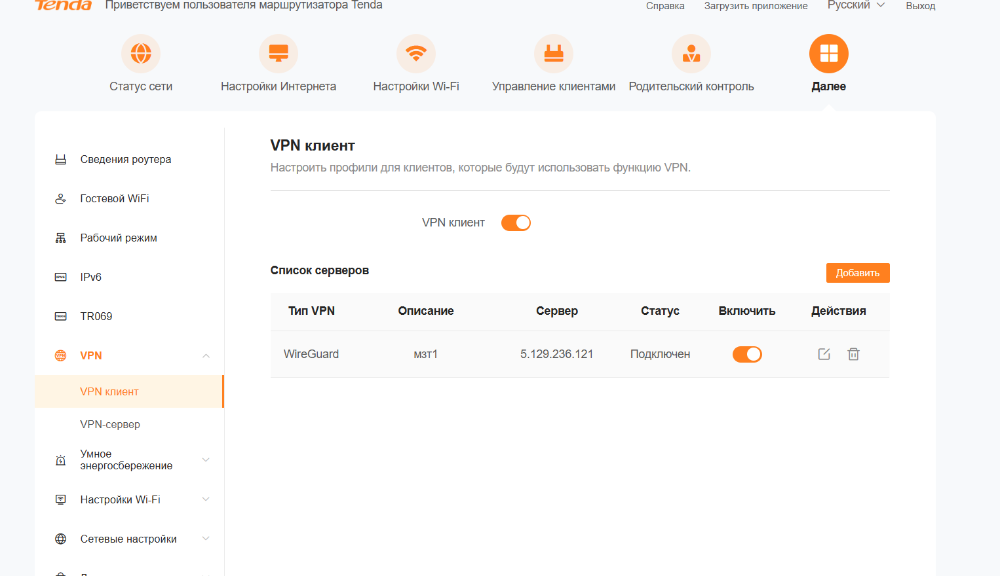 Tenda Приветствуем пользователя маршрутизатора Tenda Справка Загрузить приложение Русский Выход
Статус сети Настройки Интернета Настройки Wi-Fi Управление клиентами Родительский контроль Далее
Сведения роутера
Гостевой WiFi
Рабочий режим
IPv6
TR069
VPN
VPN клиент
VPN-сервер
Умное
энергосбережение
Настройки Wi-Fi
Сетевые настройки
VPN клиент
Настроить профили для клиентов, которые будут использовать функцию VPN.
VPN клиент
Список серверов
Добавить
Тип VPN Описание Сервер Статус Включить Действия
WireGuard мзт1 5.129.236.121 Подключен